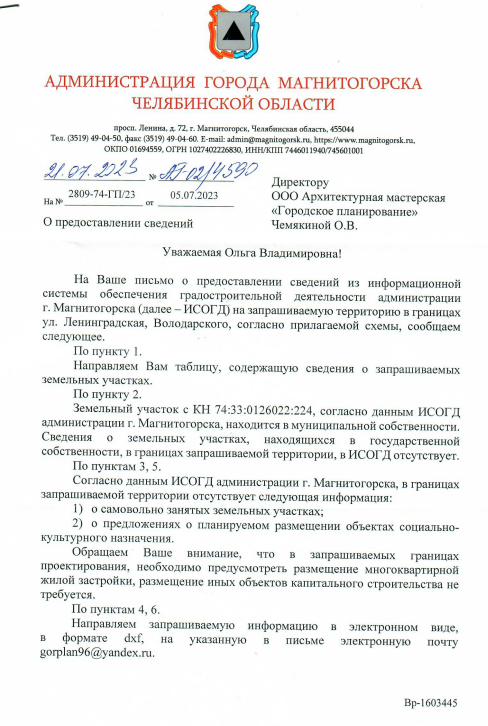 АДМИНИСТРАЦИЯ ГОРОДА МАГНИТОГОРСКА
ЧЕЛЯБИНСКОЙ ОБЛАСТИ
просп. Ленина, д. 72, г. Магнитогорск, Челябинская область, 455044
Тел. (3519) 49-04-50, факс (3519) 49-04-60. E-mail: admin@magnitogorsk.ru, https://www.magnitogorsk.ru,
ОКПО 01694559, ОГРН 1027402226830, ИНН/КПП 7446011940/745601001
21.07.2023 № АГ-02/4590
На № 2809-74-ГП/23 от 05.07.2023
О предоставлении сведений
Директору
ООО Архитектурная мастерская
«Городское планирование»
Чемякиной О.В.
Уважаемая Ольга Владимировна!
На Ваше письмо о предоставлении сведений из информационной
системы обеспечения градостроительной деятельности администрации
г. Магнитогорска (далее – ИСОГД) на запрашиваемую территорию в границах
ул. Ленинградская, Володарского, согласно прилагаемой схемы, сообщаем
следующее.
По пункту 1.
Направляем Вам таблицу, содержащую сведения о запрашиваемых
земельных участках.
По пункту 2.
Земельный участок с КН 74:33:0126022:224, согласно данным ИСОГД
администрации г. Магнитогорска, находится в муниципальной собственности.
Сведения о земельных участках, находящихся в государственной
собственности, в границах запрашиваемой территории, в ИСОГД отсутствует.
По пунктам 3, 5.
Согласно данным ИСОГД администрации г. Магнитогорска, в границах
запрашиваемой территории отсутствует следующая информация:
1) о самовольно занятых земельных участках;
2) о предложениях о планируемом размещении объектах социально-
культурного назначения.
Обращаем Ваше внимание, что в запрашиваемых границах
проектирования, необходимо предусмотреть размещение многоквартирной
жилой застройки, размещение иных объектов капитального строительства не
требуется.
По пунктам 4, 6.
Направляем запрашиваемую информацию в электронном виде,
в формате dxf, на указанную в письме электронную почту
gorplan96@yandex.ru.
Вр-1603445